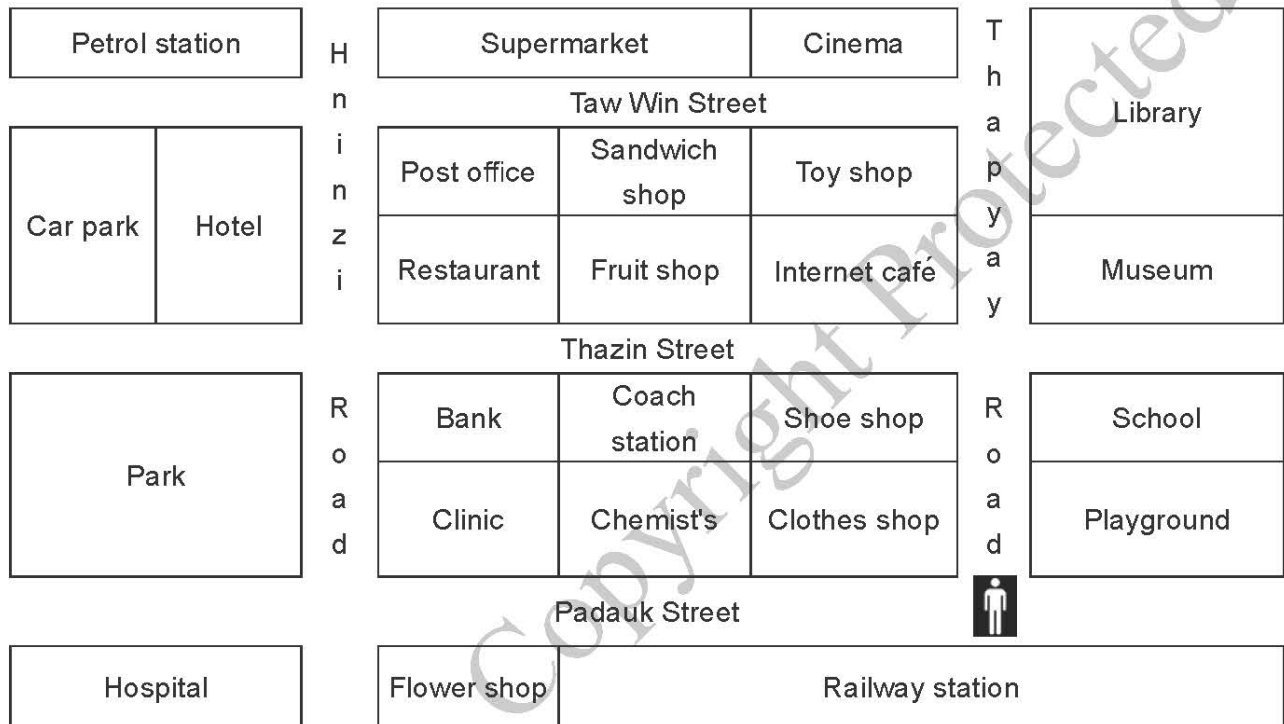 Petrol station
Supermarket
Cinema
Hninzi
Road
Thapyay
Road
Taw Win Street
Library
Car park
Hotel
Post office
Sandwich
shop
Toy shop
Restaurant
Fruit shop
Internet café
Museum
Thazin Street
Park
Bank
Coach
station
Shoe shop
School
Clinic
Chemist's
Clothes shop
Playground
Padauk Street
Hospital
Flower shop
Railway station
Copyright Protected